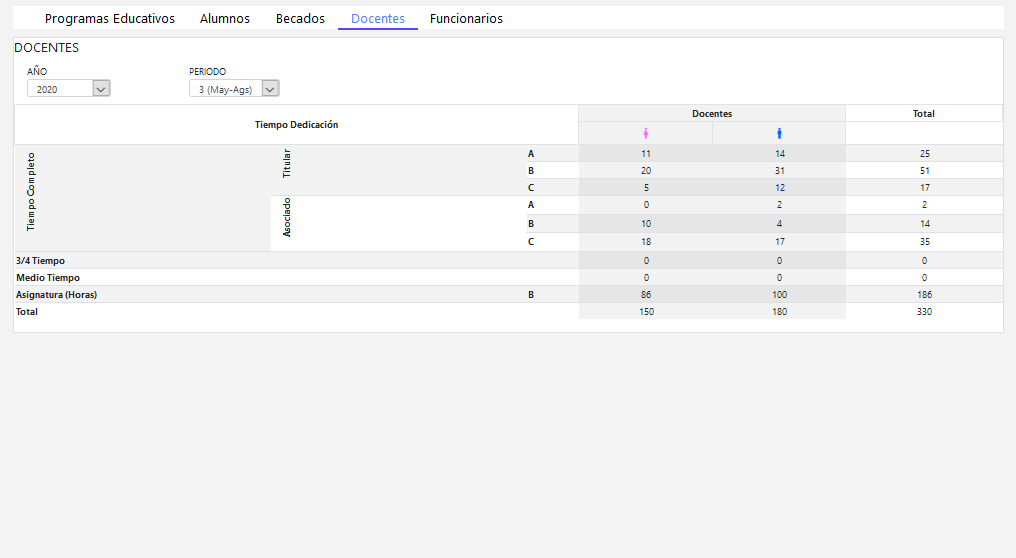 Programas Educativos Alumnos Becados Docentes Funcionarios
DOCENTES
AÑO PERIODO
2020 3 (May-Ags)
Tiempo Dedicación Docentes Total
Tiempo Completo Titular A 11 14 25
B 20 31 51
C 5 12 17
Asociado A 0 2 2
B 10 4 14
C 18 17 35
3/4 Tiempo 0 0 0
Medio Tiempo 0 0 0
Asignatura (Horas) B 86 100 186
Total 150 180 330